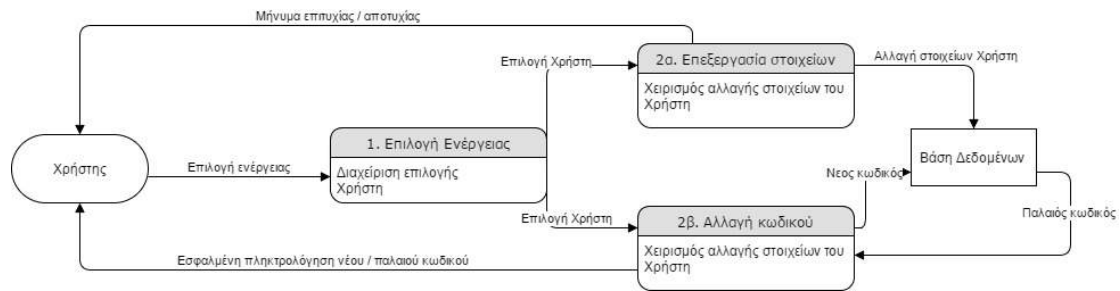 Μήνυμα επιτυχίας / αποτυχίας
Επιλογή Χρήστη
2α. Επεξεργασία στοιχείων
Χειρισμός αλλαγής στοιχείων του
Χρήστη
Αλλαγή στοιχείων Χρήστη
Χρήστης
Επιλογή ενέργειας
1. Επιλογή Ενέργειας
Διαχείριση επιλογής
Χρήστη
Βάση Δεδομένων
Νεος κωδικός
Παλαιός κωδικός
Επιλογή Χρήστη
2β. Αλλαγή κωδικού
Χειρισμός αλλαγής στοιχείων του
Χρήστη
Εσφαλμένη πληκτρολόγηση νέου / παλαιού κωδικού